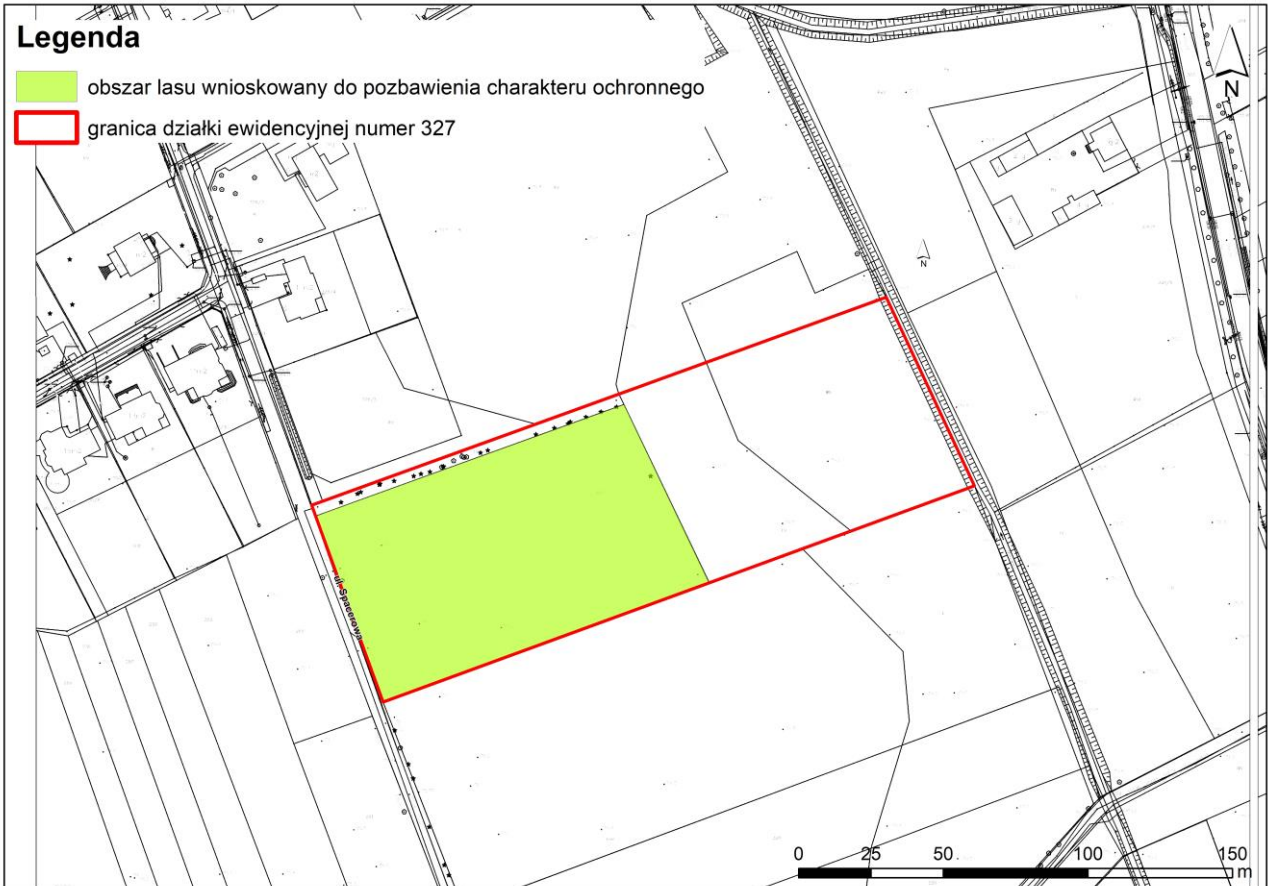 Legenda
obszar lasu wnioskowany do pozbawienia charakteru ochronnego
granica działki ewidencyjnej numer 327
N
N
ul. Spacerowa
0 25 50 100 150
m